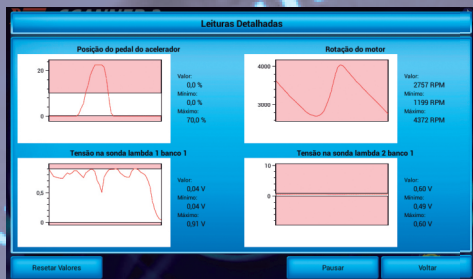 SCANNER 2
Leituras Detalhadas
Posição do pedal do acelerador
20
0
Valor:
0,0 %
Mínimo:
0,0 %
Máximo:
70,0 %
Rotação do motor
4000
3000
Valor:
2757 RPM
Mínimo:
1199 RPM
Máximo:
4372 RPM
Tensão na sonda lambda 1 banco 1
0,5
0
Valor:
0,04 V
Mínimo:
0,04 V
Máximo:
0,91 V
Tensão na sonda lambda 2 banco 1
10
0
Valor:
0,60 V
Mínimo:
0,49 V
Máximo:
0,60 V
Resetar Valores
Pausar
Voltar